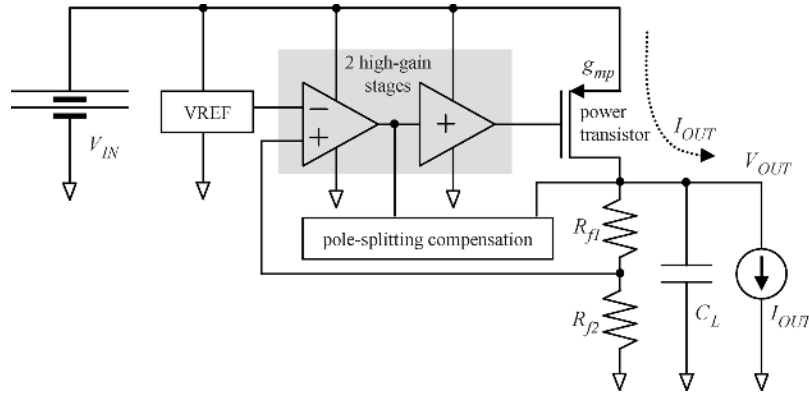 2 high-gain
stages
g_mp
VREF
−
+
+
power
transistor
I_OUT
V_IN
V_OUT
pole-splitting compensation
R_f1
R_f2
C_L
I_OUT